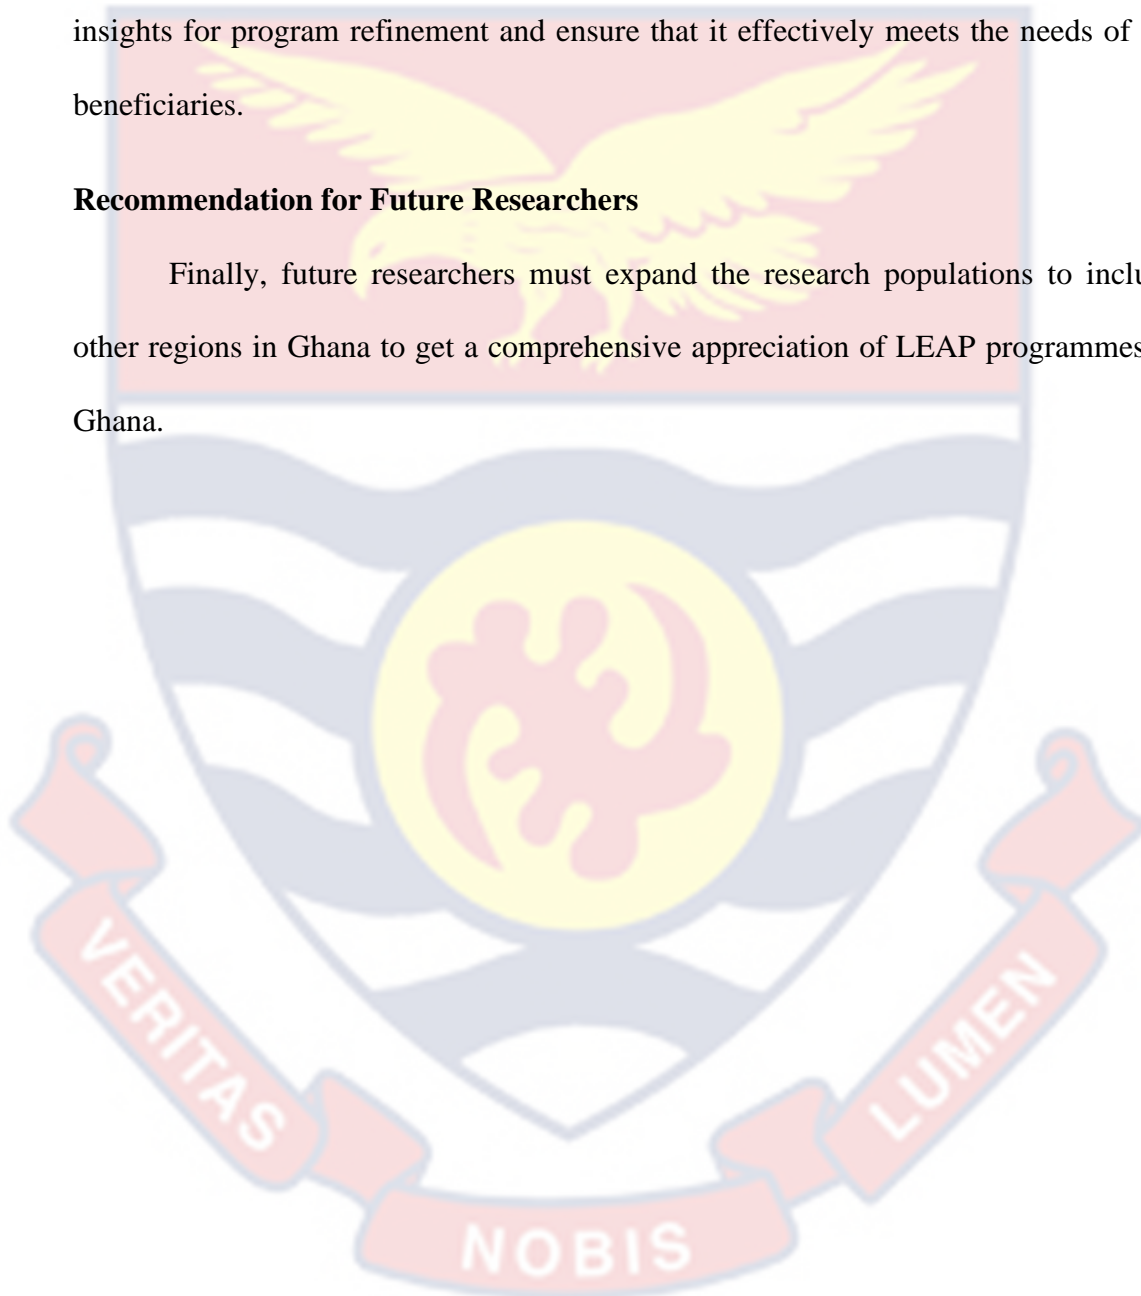 insights for program refinement and ensure that it effectively meets the needs of
beneficiaries.
Recommendation for Future Researchers
Finally, future researchers must expand the research populations to inclu
other regions in Ghana to get a comprehensive appreciation of LEAP programmes
Ghana.
VERITAS
NOBIS
LUMEN